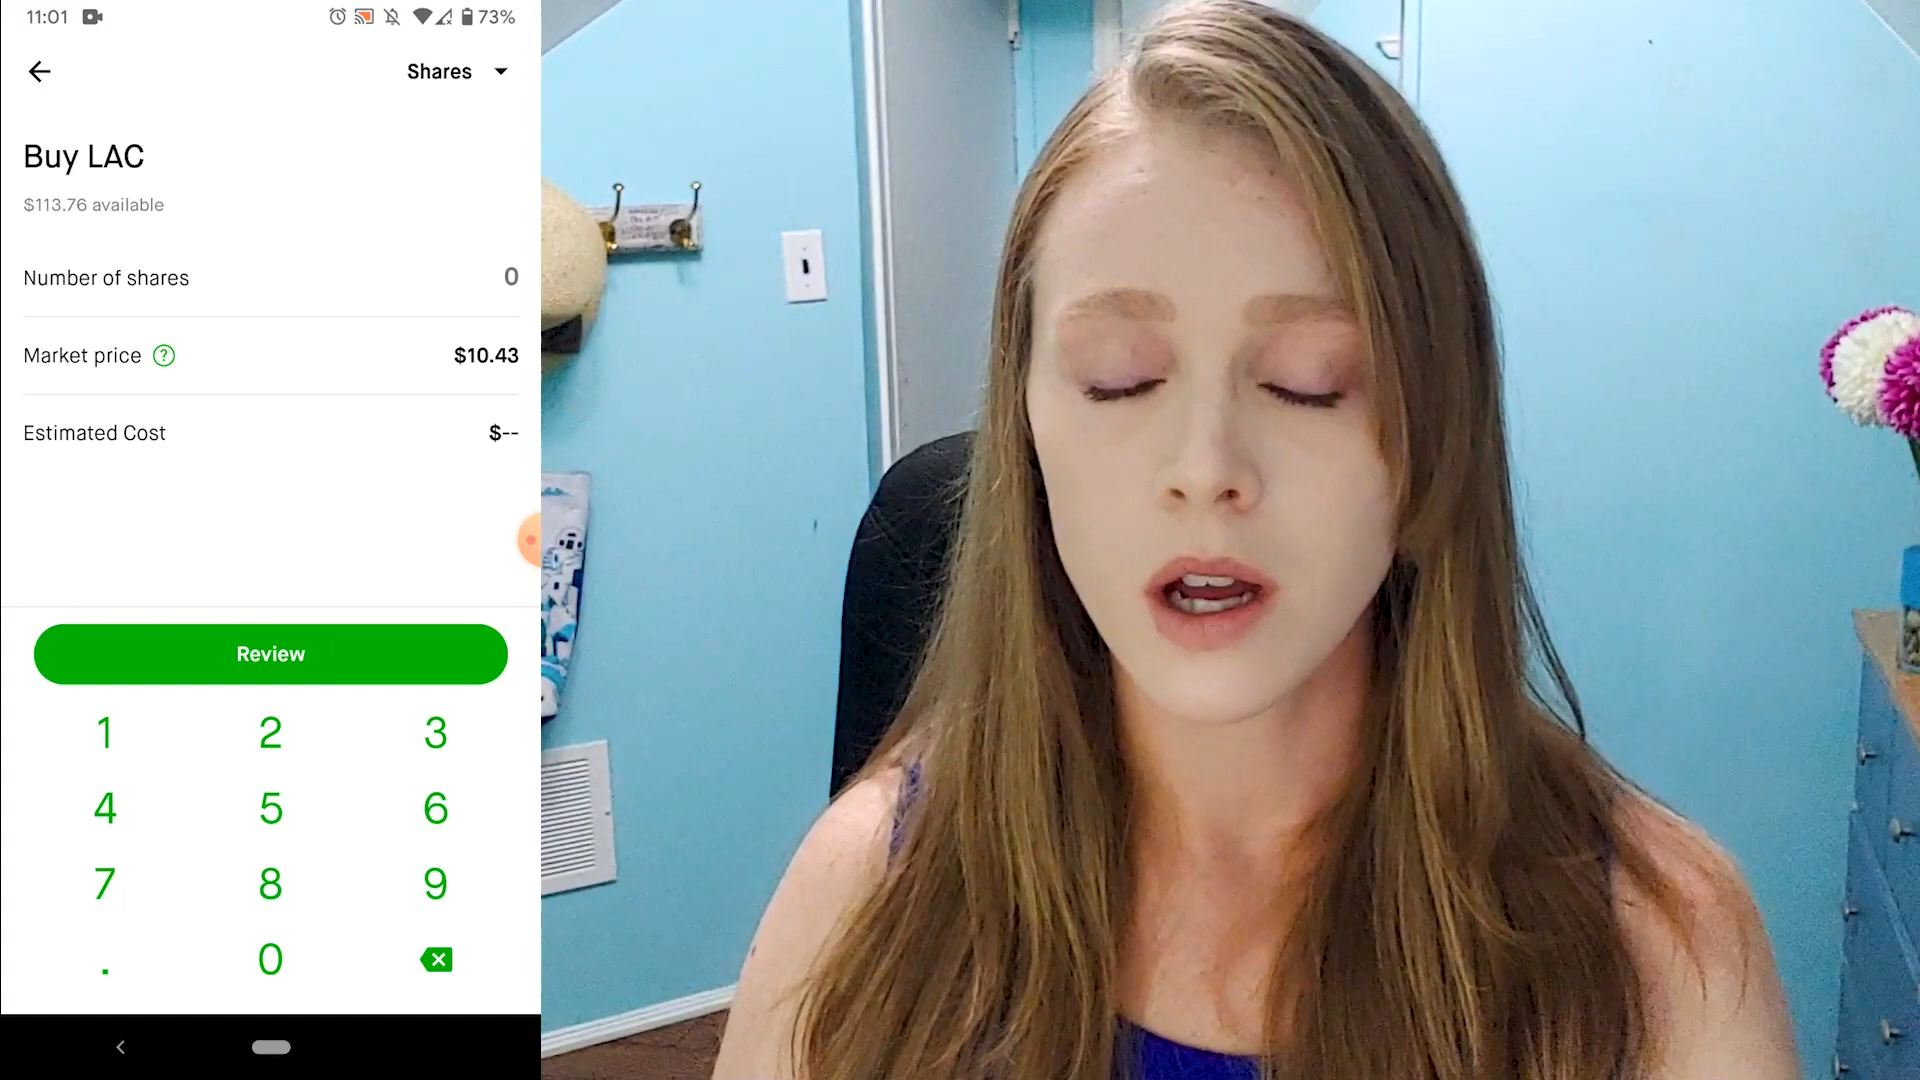 11:01
73%
Shares
Buy LAC
$113.76 available
Number of shares 0
Market price ? $10.43
Estimated Cost $--
Review
1 2 3
4 5 6
7 8 9
. 0